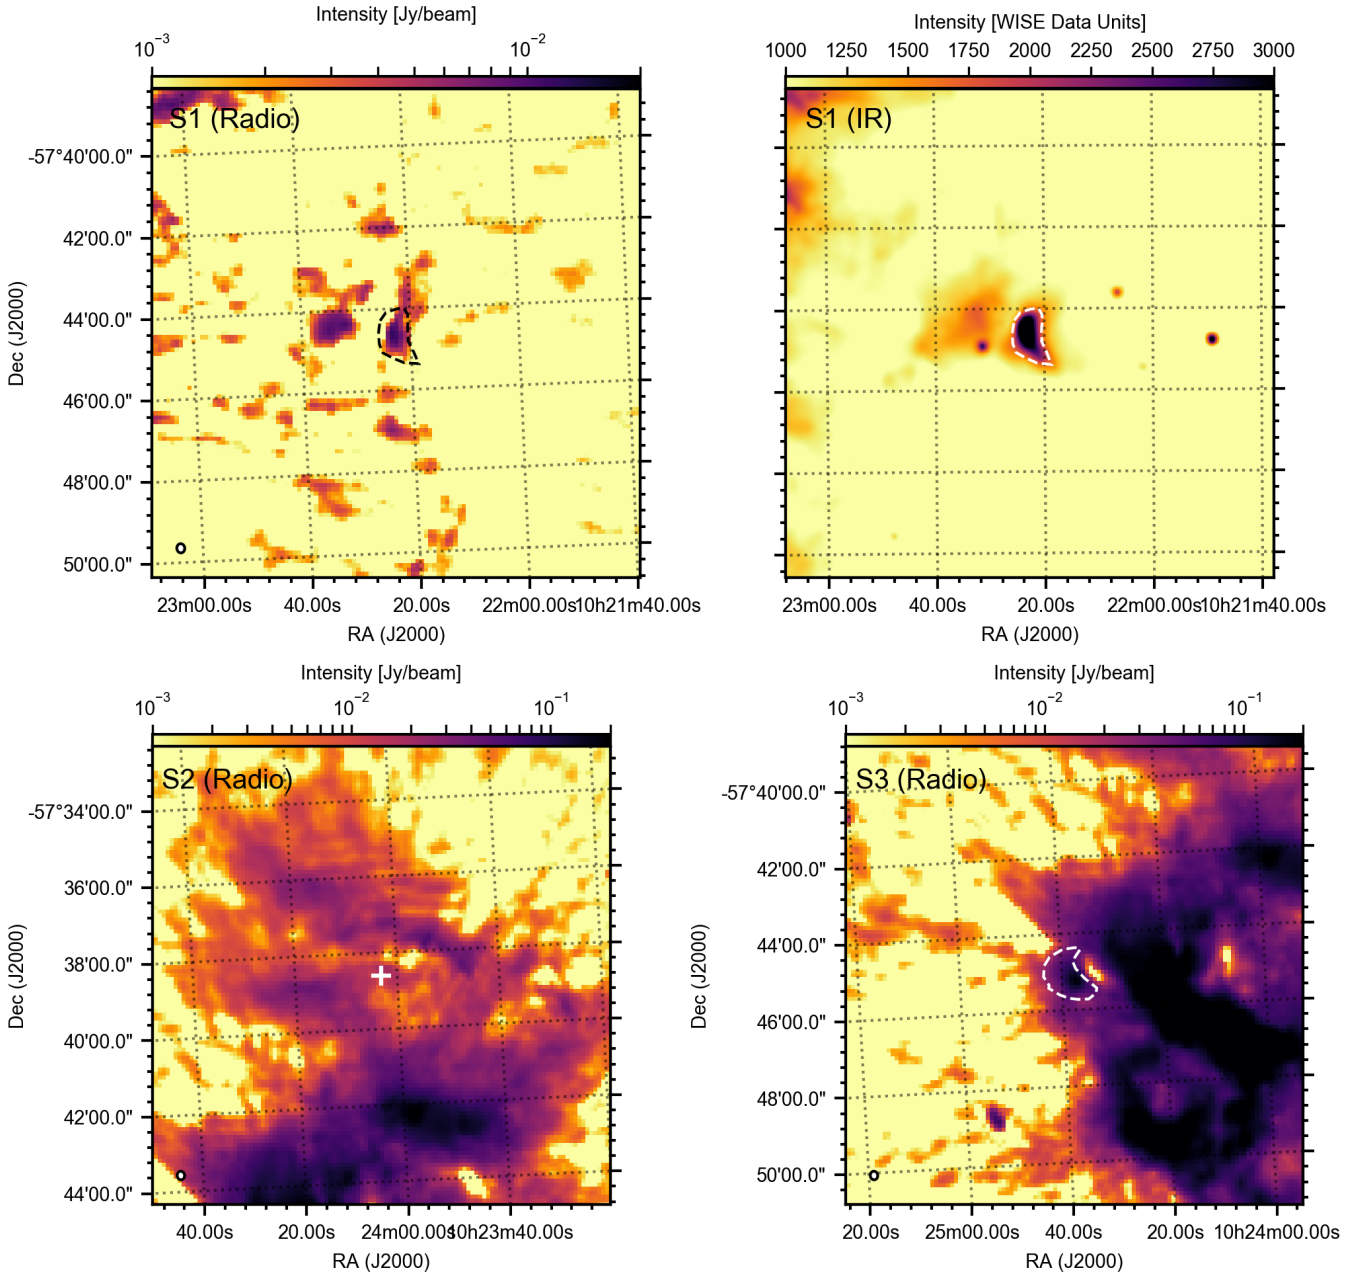 Intensity [Jy/beam]
10⁻³ 10⁻²
S1 (Radio)
-57°40'00.0"
42'00.0"
44'00.0"
46'00.0"
48'00.0"
50'00.0"
Dec (J2000)
23m00.00s 40.00s 20.00s 22m00.00s 10h21m40.00s
RA (J2000)
Intensity [WISE Data Units]
1000 1250 1500 1750 2000 2250 2500 2750 3000
S1 (IR)
23m00.00s 40.00s 20.00s 22m00.00s 10h21m40.00s
RA (J2000)
Intensity [Jy/beam]
10⁻³ 10⁻² 10⁻¹
S2 (Radio)
-57°34'00.0"
36'00.0"
38'00.0"
40'00.0"
42'00.0"
44'00.0"
Dec (J2000)
40.00s 20.00s 24m00.00s 10h23m40.00s
RA (J2000)
Intensity [Jy/beam]
10⁻³ 10⁻² 10⁻¹
S3 (Radio)
-57°40'00.0"
42'00.0"
44'00.0"
46'00.0"
48'00.0"
50'00.0"
Dec (J2000)
20.00s 25m00.00s 40.00s 20.00s 10h24m00.00s
RA (J2000)